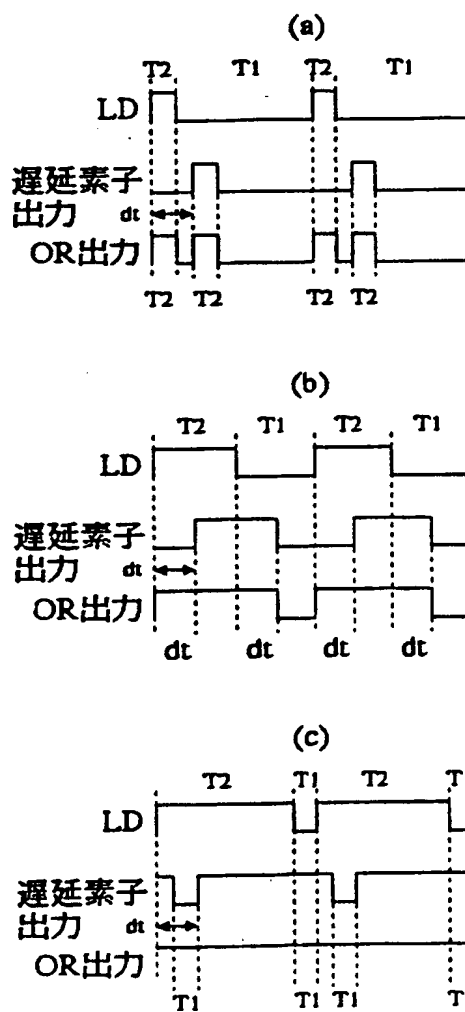 (a)
T2 T1 T2 T1
LD
遅延素子
出力 dt
OR出力
T2 T2 T2 T2
(b)
T2 T1 T2 T1
LD
遅延素子
出力 dt
OR出力
dt dt dt dt
(c)
T2 T1 T2 T
LD
遅延素子
出力 dt
OR出力
T1 T1 T1 T